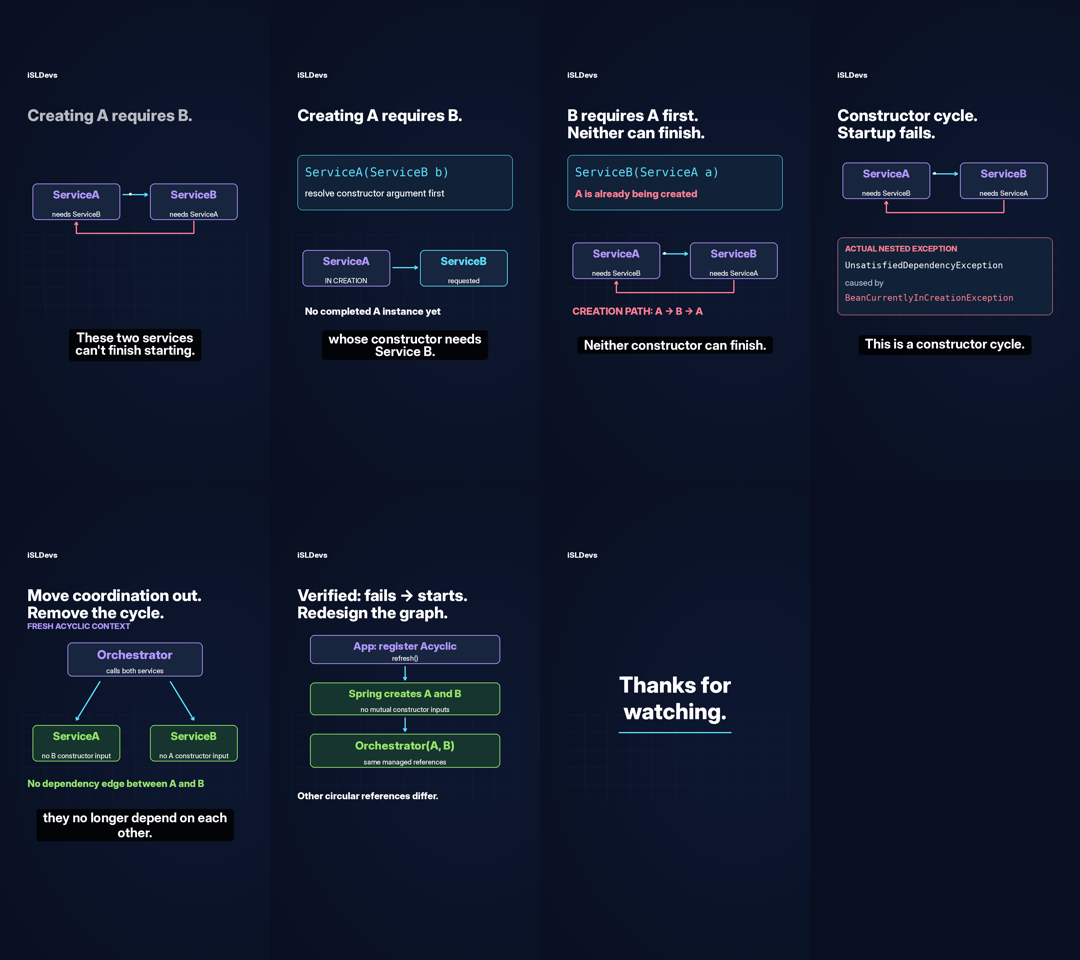 iSLDevs
Creating A requires B.
ServiceA
needs ServiceB
ServiceB
needs ServiceA
These two services
can't finish starting.
iSLDevs
Creating A requires B.
ServiceA(ServiceB b)
resolve constructor argument first
ServiceA
IN CREATION
ServiceB
requested
No completed A instance yet
whose constructor needs
Service B.
iSLDevs
B requires A first.
Neither can finish.
ServiceB(ServiceA a)
A is already being created
ServiceA
needs ServiceB
ServiceB
needs ServiceA
CREATION PATH: A → B → A
Neither constructor can finish.
iSLDevs
Constructor cycle.
Startup fails.
ServiceA
needs ServiceB
ServiceB
needs ServiceA
ACTUAL NESTED EXCEPTION
UnsatisfiedDependencyException
caused by
BeanCurrentlyInCreationException
This is a constructor cycle.
iSLDevs
Move coordination out.
Remove the cycle.
FRESH ACYCLIC CONTEXT
Orchestrator
calls both services
ServiceA
no B constructor input
ServiceB
no A constructor input
No dependency edge between A and B
they no longer depend on each
other.
iSLDevs
Verified: fails → starts.
Redesign the graph.
App: register Acyclic
refresh()
Spring creates A and B
no mutual constructor inputs
Orchestrator(A, B)
same managed references
Other circular references differ.
iSLDevs
Thanks for
watching.